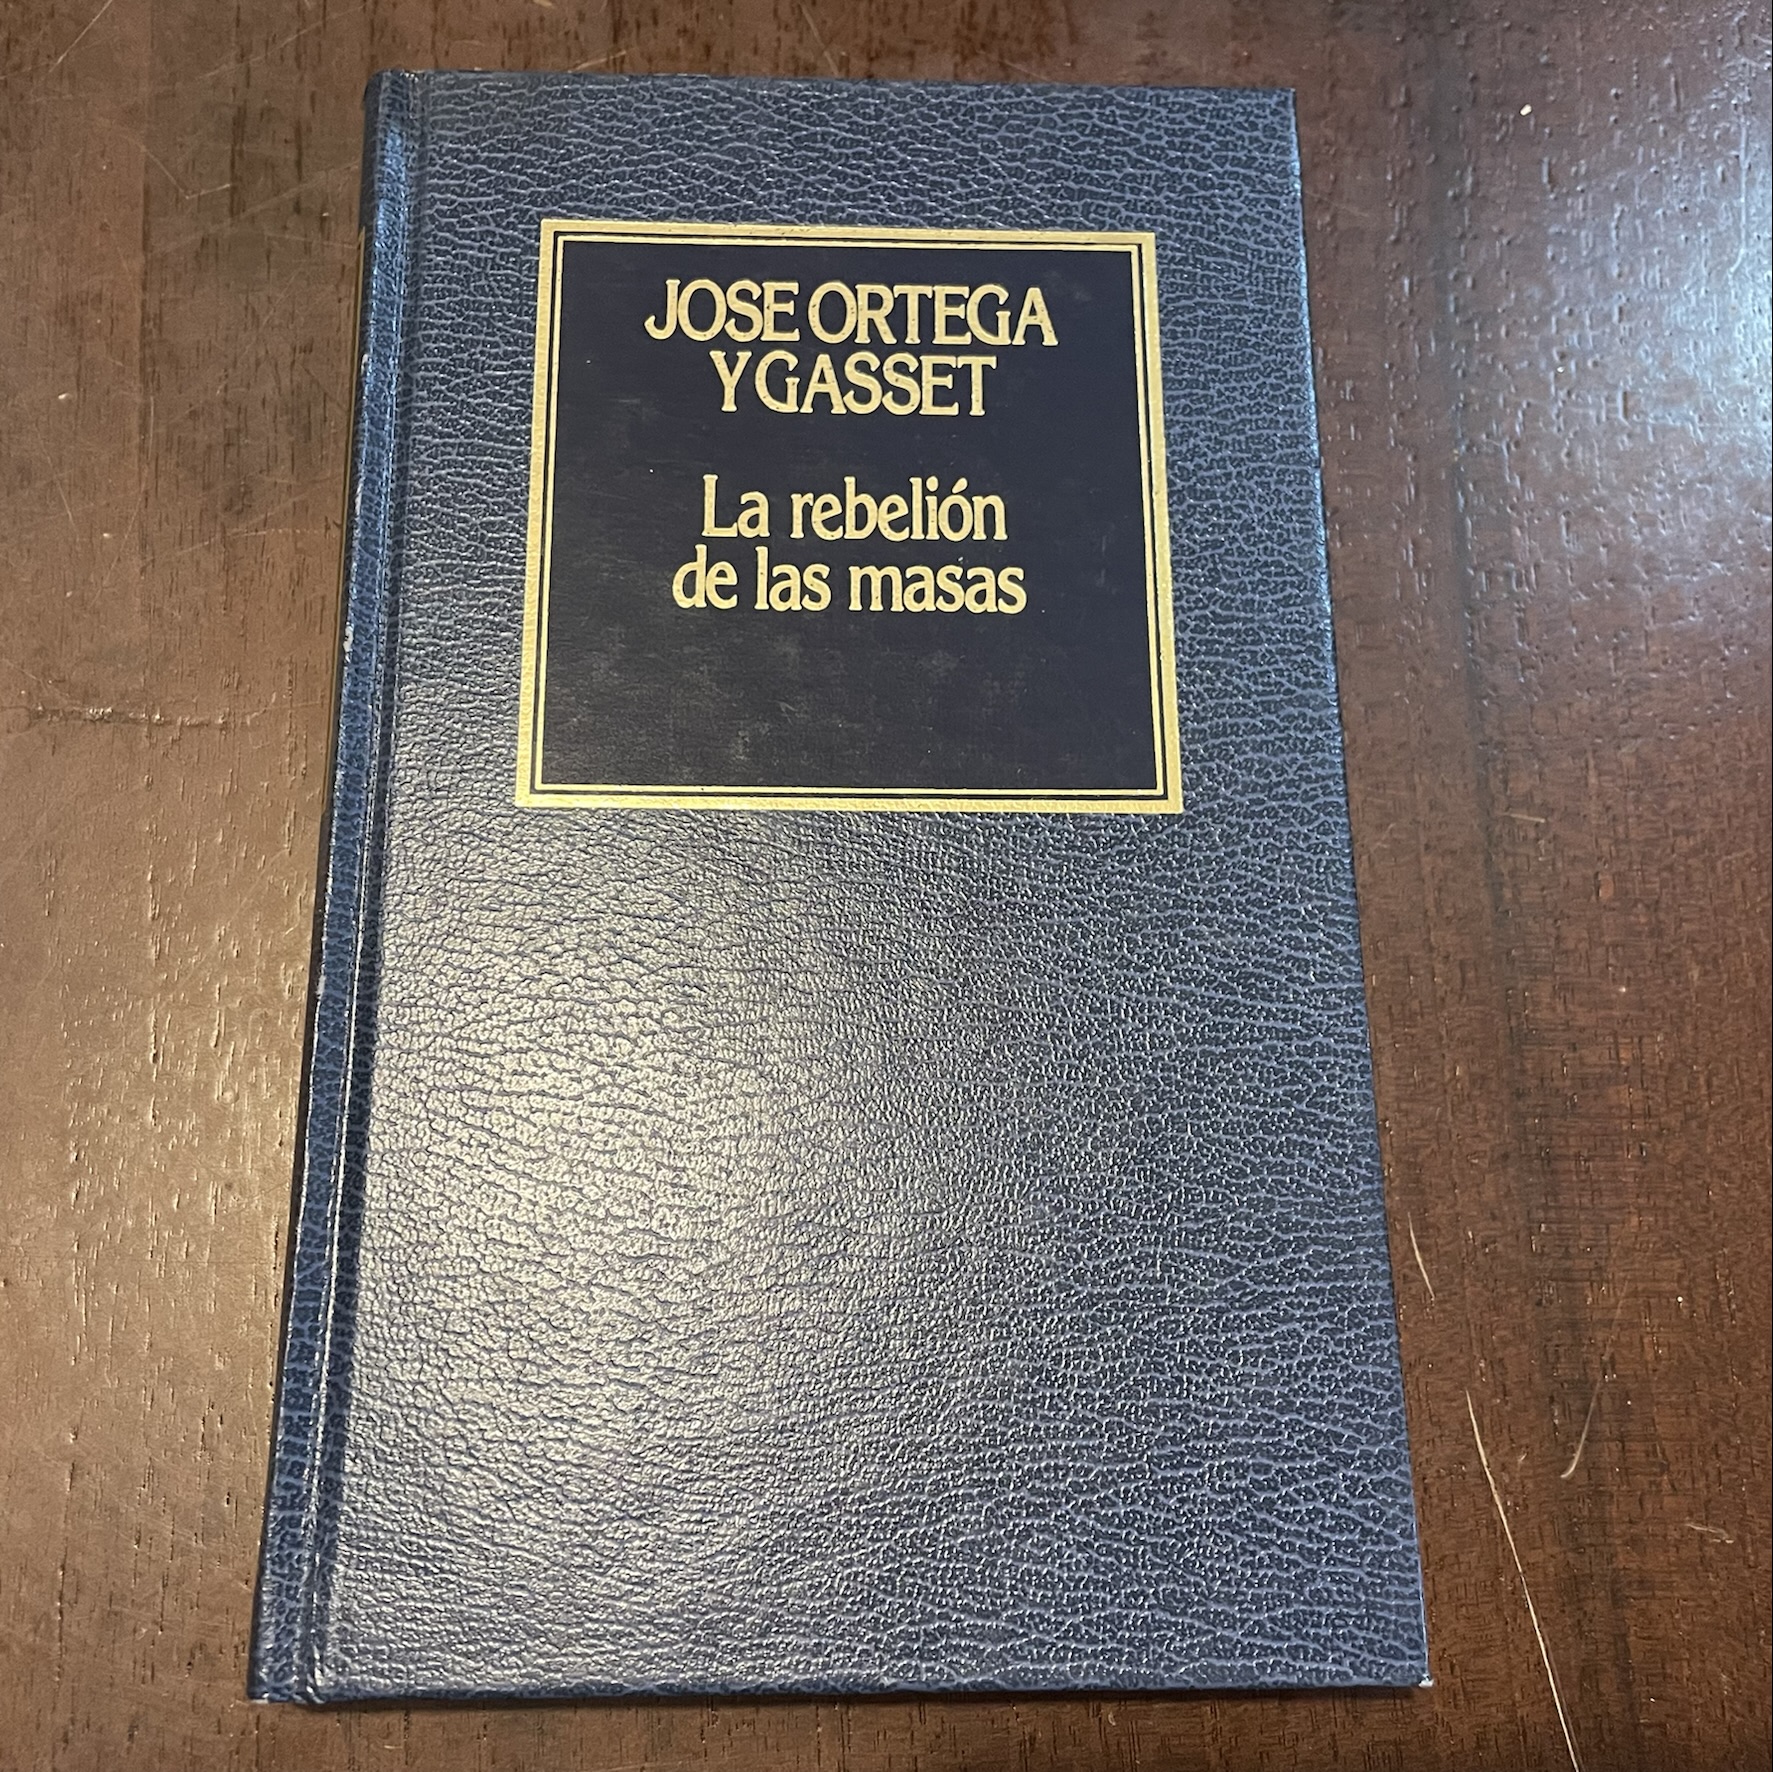 JOSE ORTEGA
Y GASSET
La rebelión
de las masas